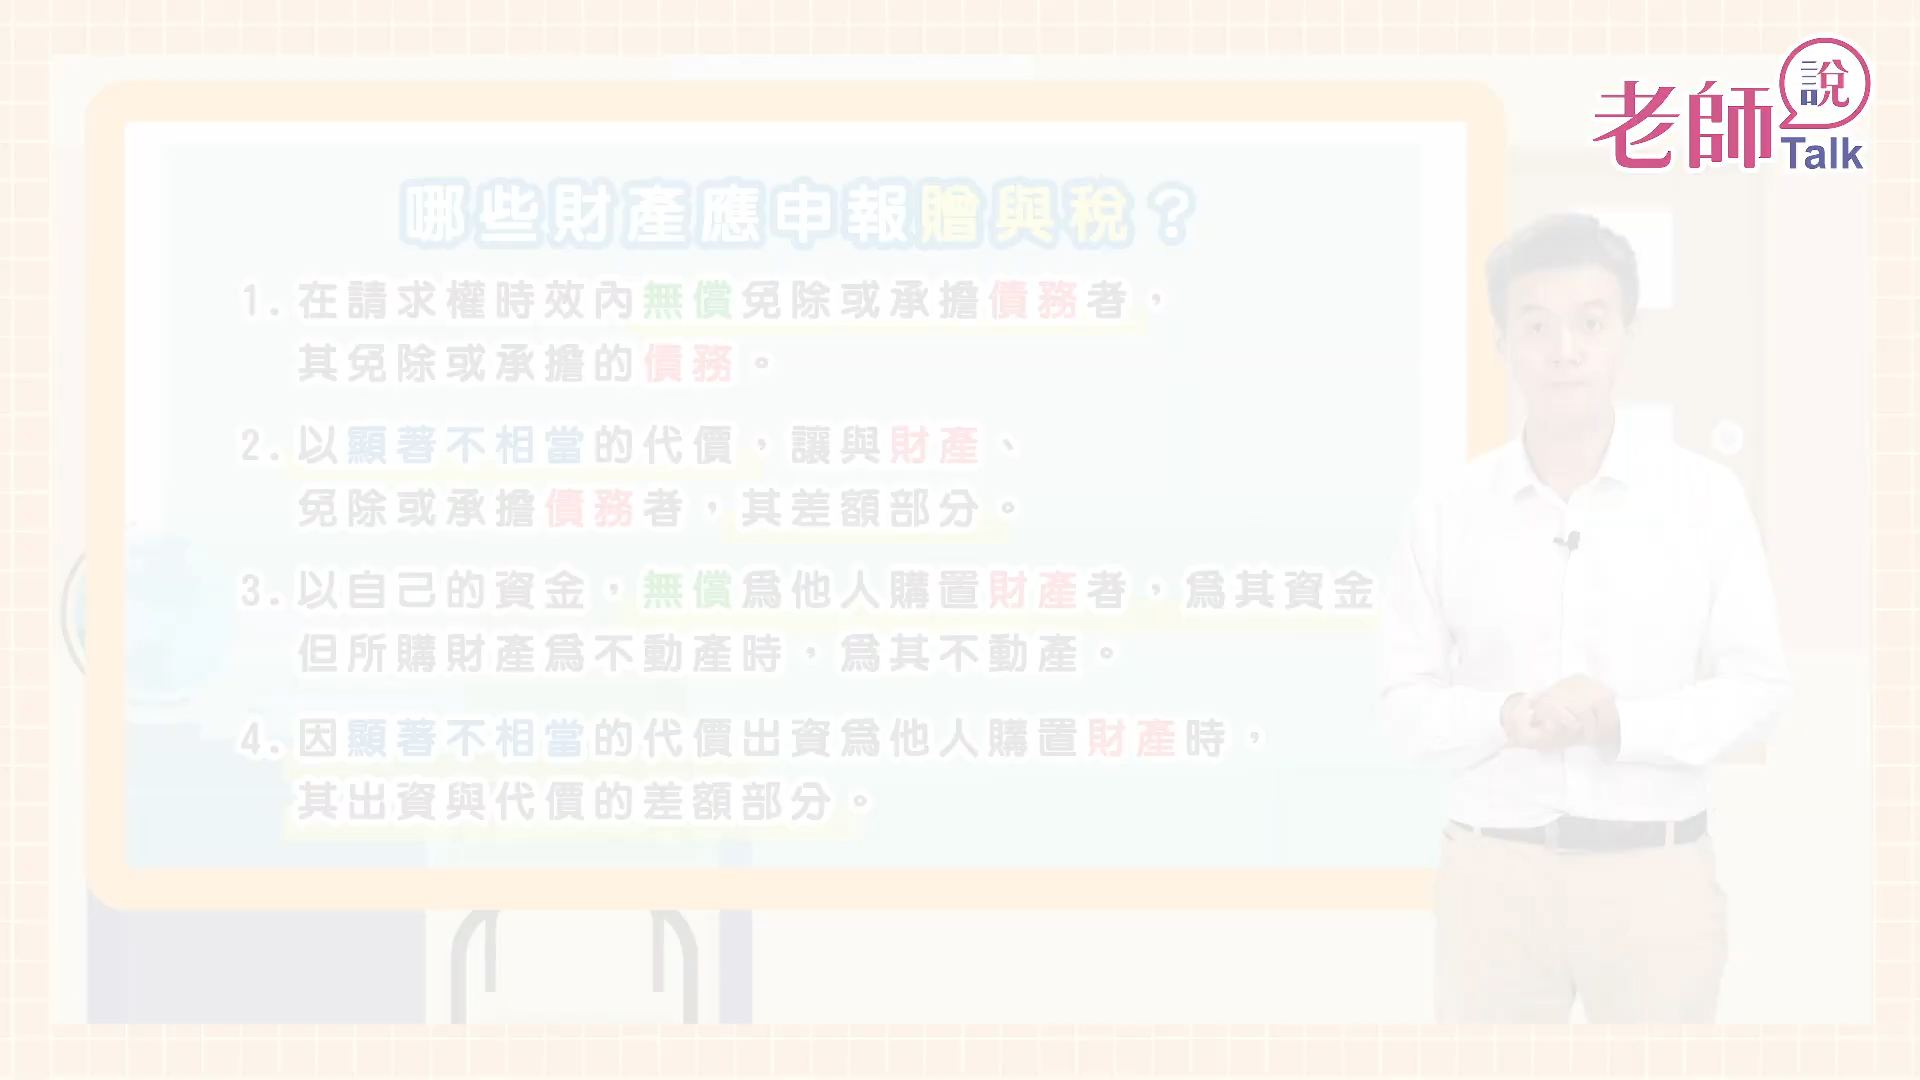 老師說
Talk
哪些財產應申報贈與稅？
1.在請求權時效內無償免除或承擔債務者，
其免除或承擔的債務。
2.以顯著不相當的代價，讓與財產、
免除或承擔債務者，其差額部分。
3.以自己的資金，無償為他人購置財產者，為其資金
但所購財產為不動產時，為其不動產。
4.因顯著不相當的代價出資為他人購置財產時，
其出資與代價的差額部分。